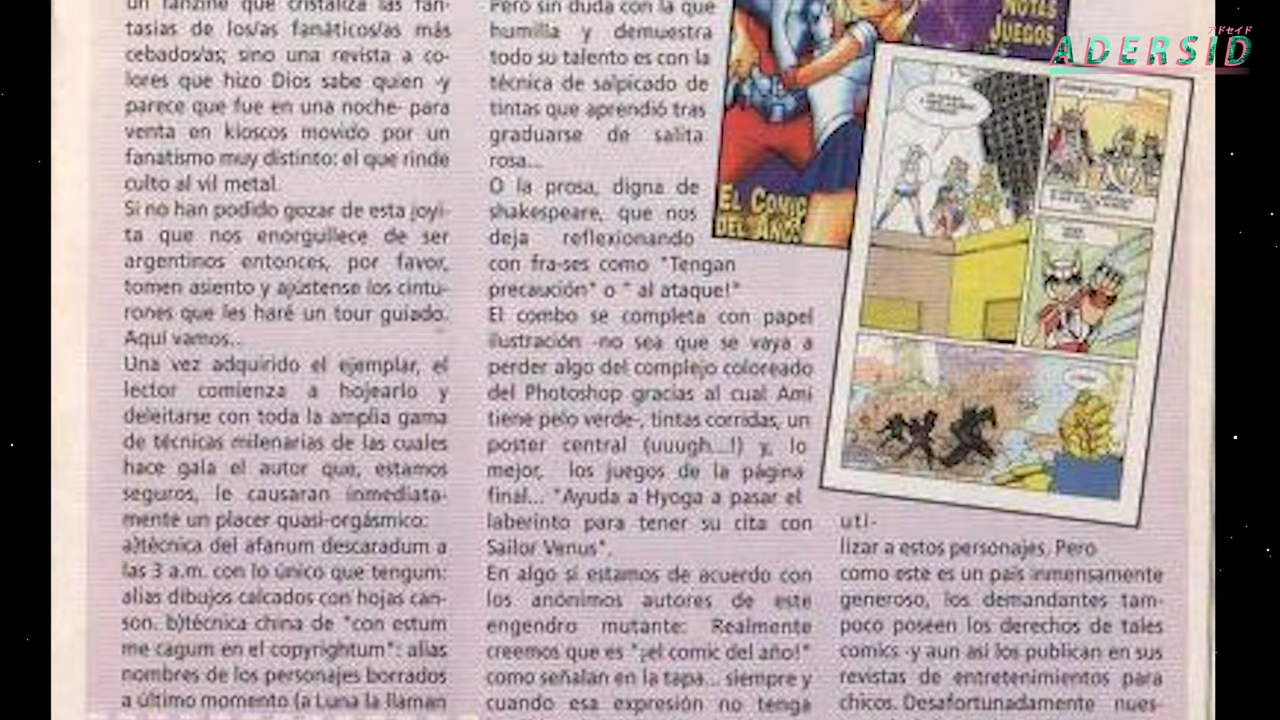 un fanzine que cristaliza las fan-
tasias de los/as fanáticos/as más
cebados/as; sino una revista a co-
lores que hizo Dios sabe quien -y
parece que fue en una noche- para
venta en kioscos movido por un
fanatismo muy distinto: el que rinde
culto al vil metal.
Si no han podido gozar de esta joyi-
ta que nos enorgullece de ser
argentinos entonces, por favor,
tomen asiento y ajústense los cintu-
rones que les haré un tour guiado.
Aquí vamos..
Una vez adquirido el ejemplar, el
lector comienza a hojearlo y
deleitarse con toda la amplia gama
de técnicas milenarias de las cuales
hace gala el autor que, estamos
seguros, le causaran inmediata-
mente un placer quasi-orgásmico:
a)técnica del afanum descaradum a
las 3 a.m. con lo único que tengum:
alias dibujos calcados con hojas can-
son. b)técnica china de "con estum
me cagum en el copyrightum": alias
nombres de los personajes borrados
a último momento (a Luna la llaman
Pero sin duda con la que
humilla y demuestra
todo su talento es con la
técnica de salpicado de
tintas que aprendió tras
graduarse de salita
rosa...
O la prosa, digna de
shakespeare, que nos
deja reflexionando
con fra-ses como "Tengan
precaución" o " al ataque!"
El combo se completa con papel
ilustración -no sea que se vaya a
perder algo del complejo coloreado
del Photoshop gracias al cual Ami
tiene pelo verde-, tintas corridas, un
poster central (uuugh...!) y, lo
mejor, los juegos de la página
final... "Ayuda a Hyoga a pasar el
laberinto para tener su cita con
Sailor Venus".
En algo si estamos de acuerdo con
los anónimos autores de este
engendro mutante: Realmente
creemos que es "¡el comic del año!"
como señalan en la tapa... siempre y
cuando esa expresión no tenga
NOTAS
JUEGOS
EL COMIC
DEL AÑO!
uti-
lizar a estos personajes. Pero
como este es un país inmensamente
generoso, los demandantes tam-
poco poseen los derechos de tales
comics -y aun asi los publican en sus
revistas de entretenimientos para
chicos. Desafortunadamente nues-
アドセイド
ADERSID